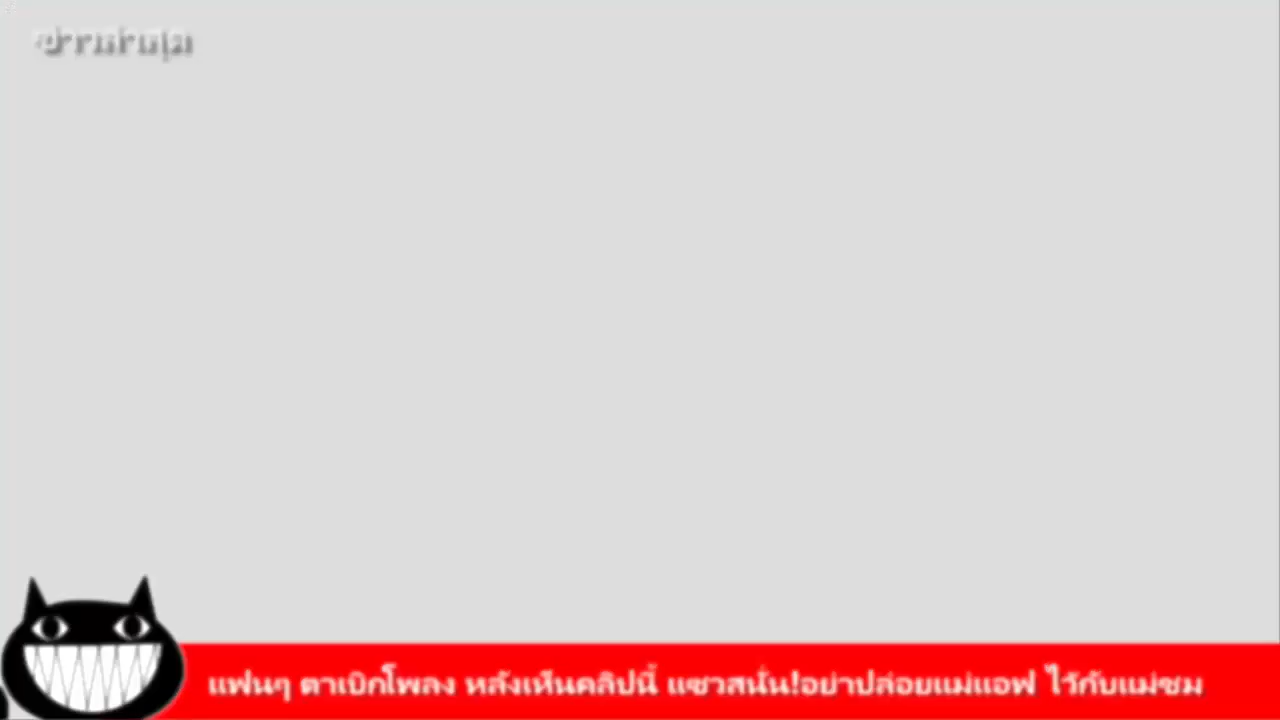 แฟนๆ ตาเบิกโพลง หลังเห็นคลิปนี้ แซวสนั่น!อย่าปล่อยแม่แอฟ ไว้กับแม่ชม